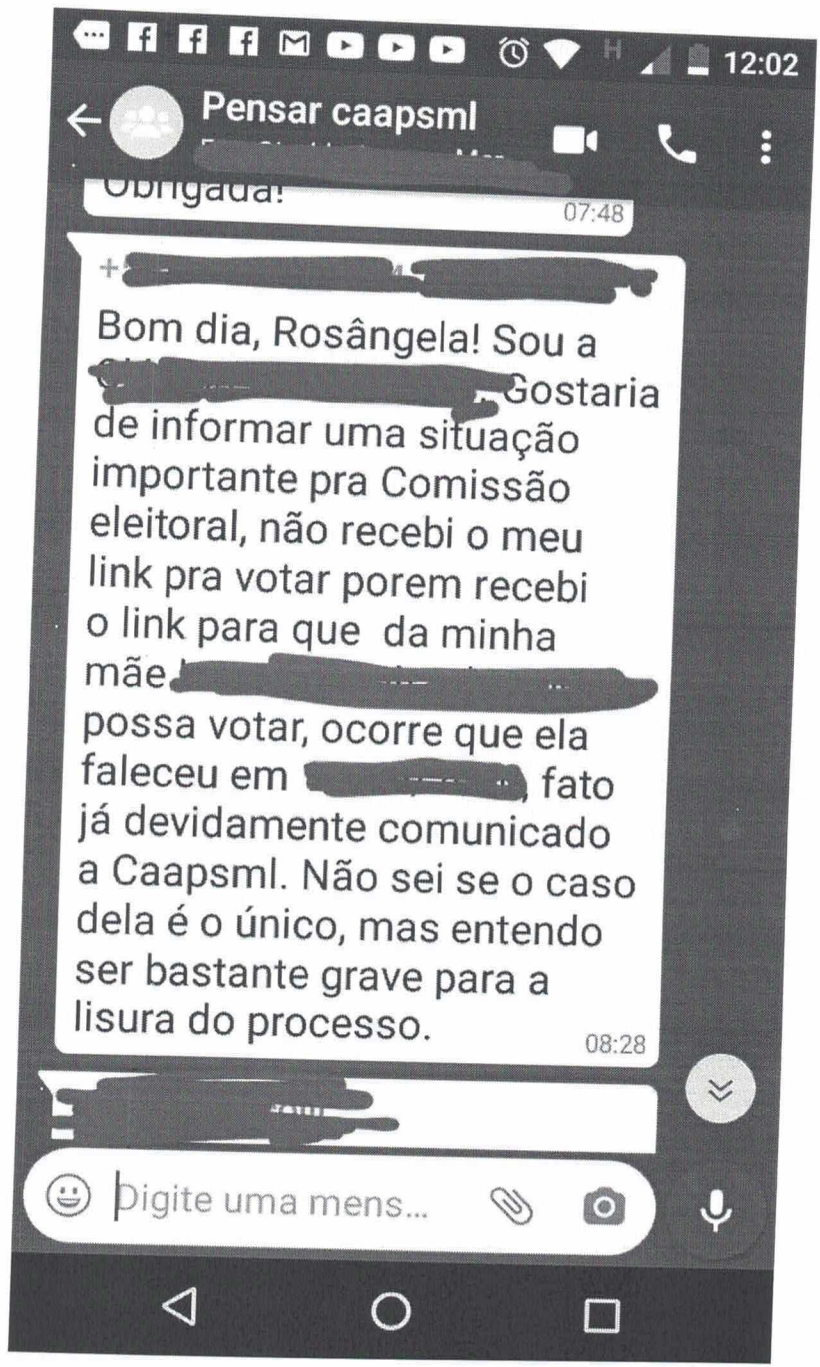 12:02
Pensar caapsml
Obrigada!
07:48
+
Bom dia, Rosângela! Sou a
. Gostaria
de informar uma situação
importante pra Comissão
eleitoral, não recebi o meu
link pra votar porem recebi
o link para que  da minha
mãe
possa votar, ocorre que ela
faleceu em , fato
já devidamente comunicado
a Caapsml. Não sei se o caso
dela é o único, mas entendo
ser bastante grave para a
lisura do processo.
08:28
Digite uma mens...